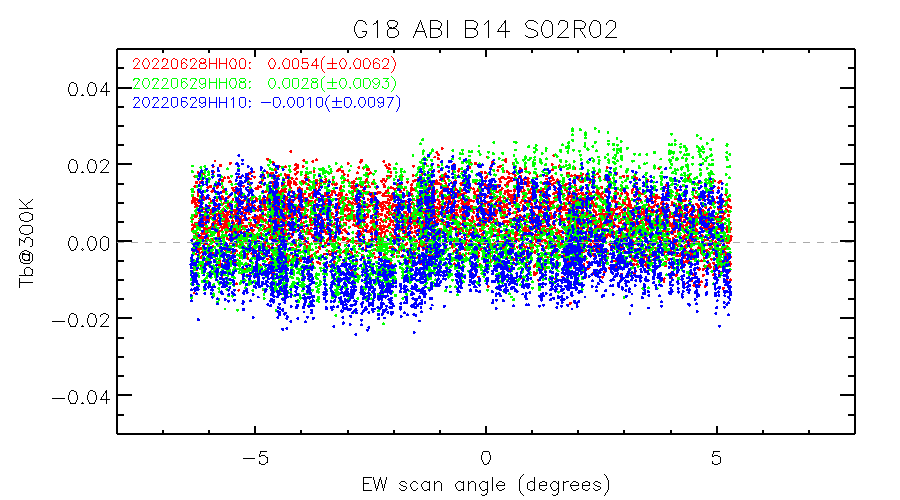 G18 ABI B14 S02R02
20220628HH00: 0.0054(±0.0062)
20220629HH08: 0.0028(±0.0093)
20220629HH10: −0.0010(±0.0097)
0.04
0.02
0.00
−0.02
−0.04
Tb@300K
−5 0 5
EW scan angle (degrees)